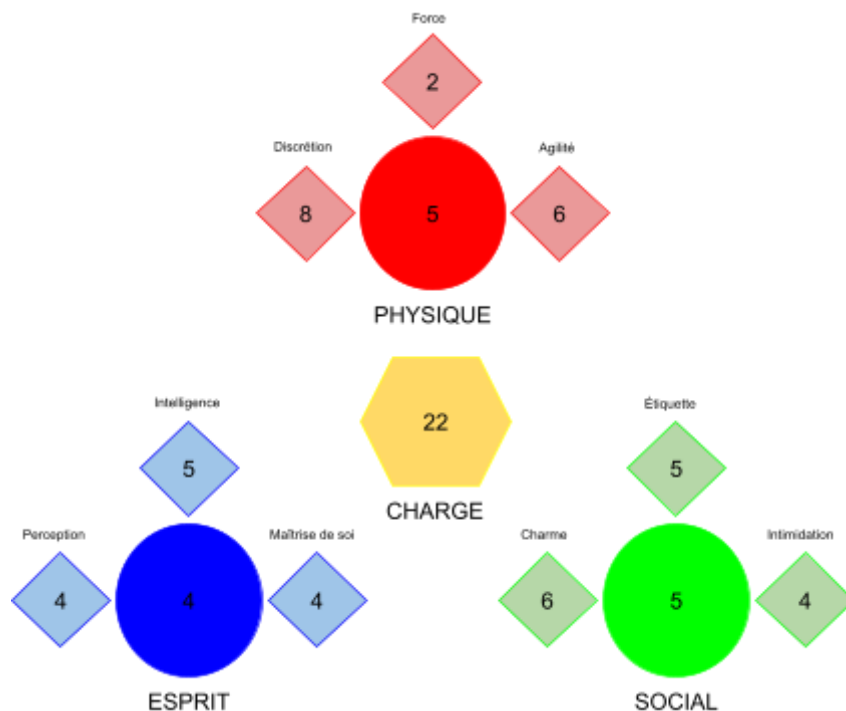 Force
2
Discrétion
Agilité
8
5
6
PHYSIQUE
Intelligence
22
Étiquette
5
5
CHARGE
Perception
Maîtrise de soi
Charme
Intimidation
4
4
4
6
5
4
ESPRIT
SOCIAL